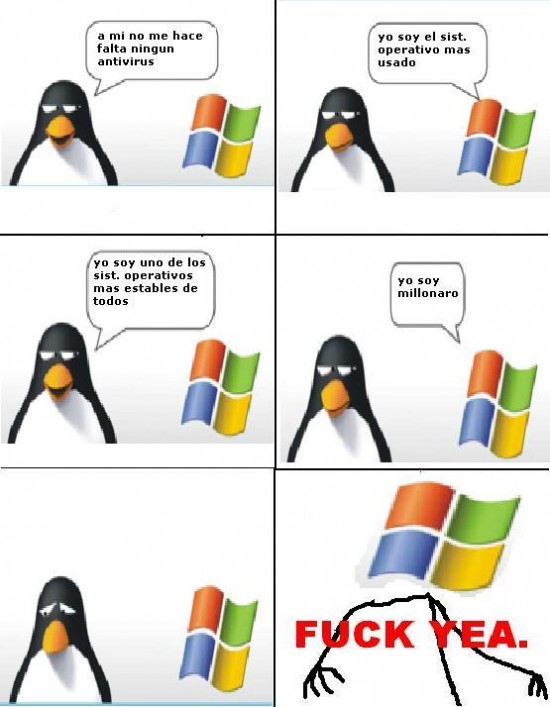 a mi no me hace
falta ningun
antivirus
yo soy el sist.
operativo mas
usado
yo soy uno de los
sist. operativos
mas estables de
todos
yo soy
millonaro
FUCK YEA.